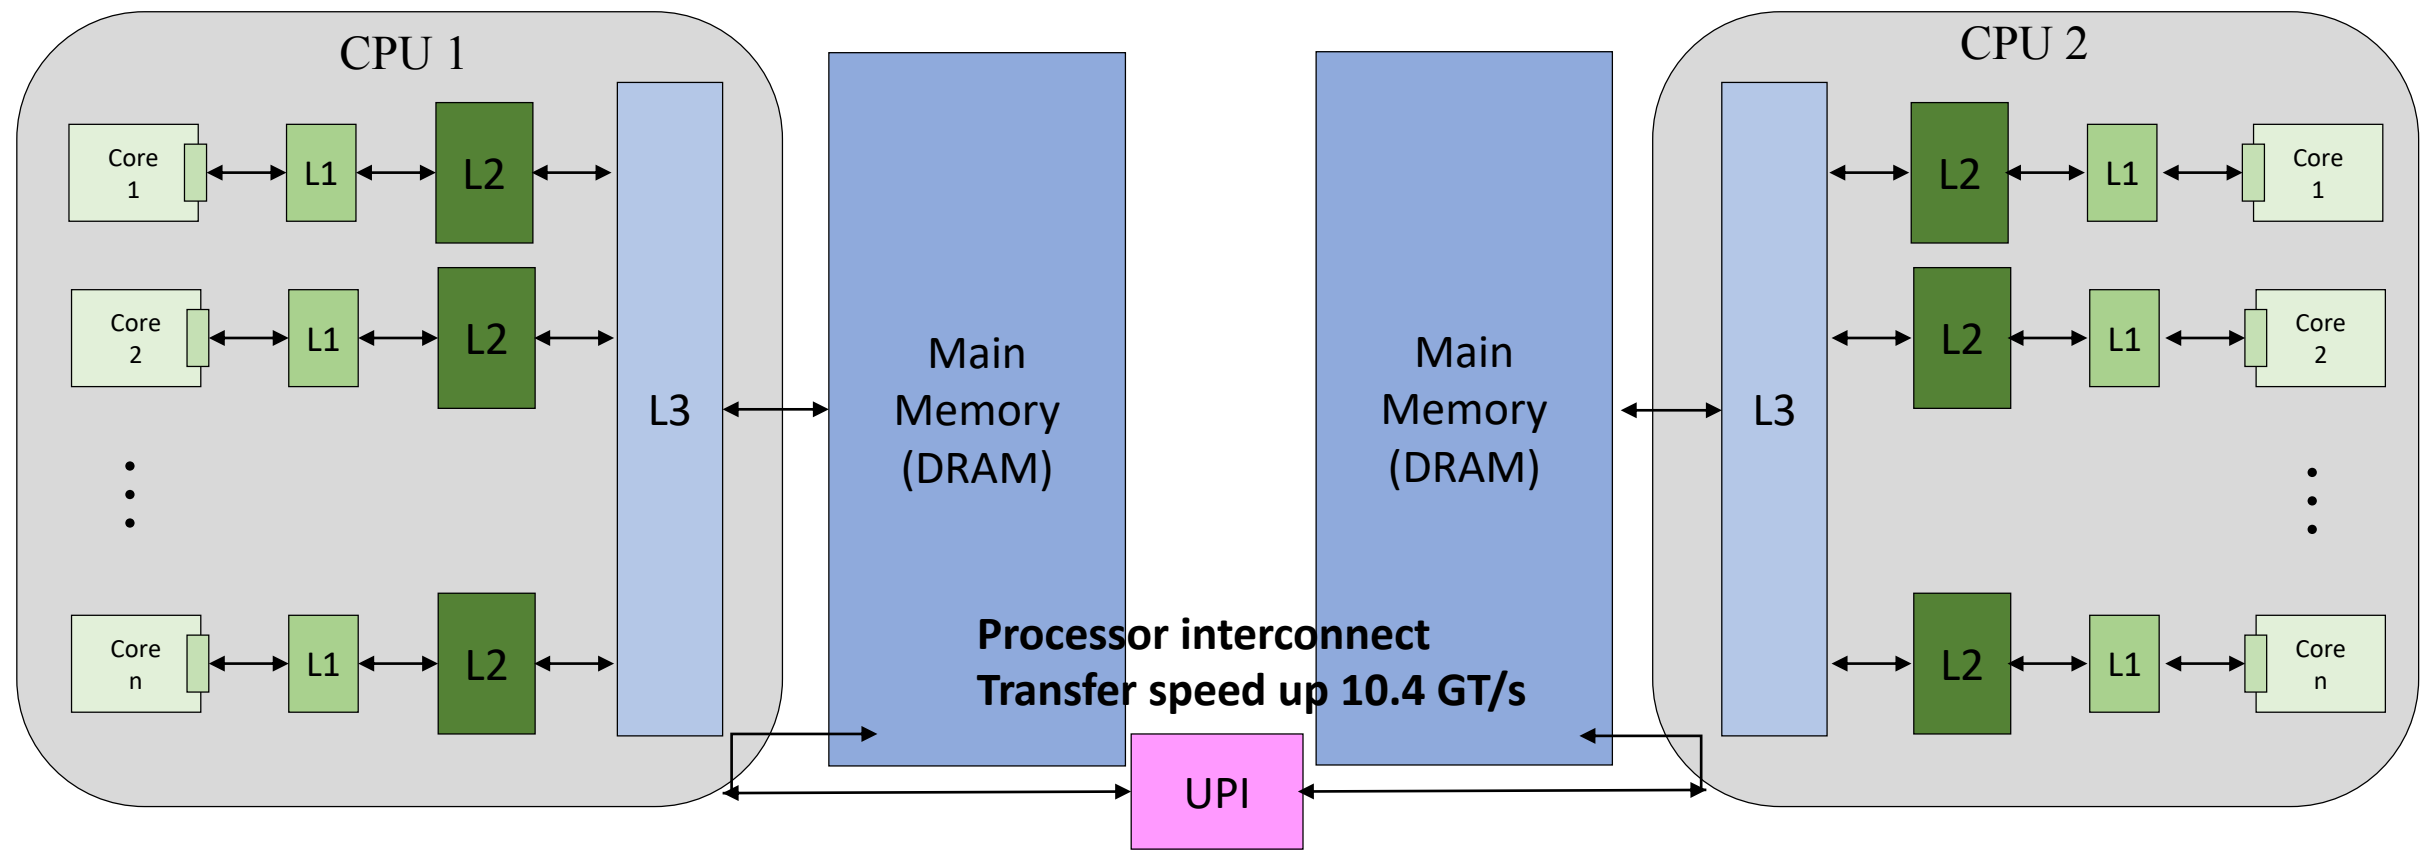 CPU 1
CPU 2
Core
1
L1
L2
L2
L1
Core
1
Core
2
L1
L2
L3
Main
Memory
(DRAM)
Main
Memory
(DRAM)
L3
L2
L1
Core
2
Core
n
L1
L2
Processor interconnect
Transfer speed up 10.4 GT/s
L2
L1
Core
n
UPI